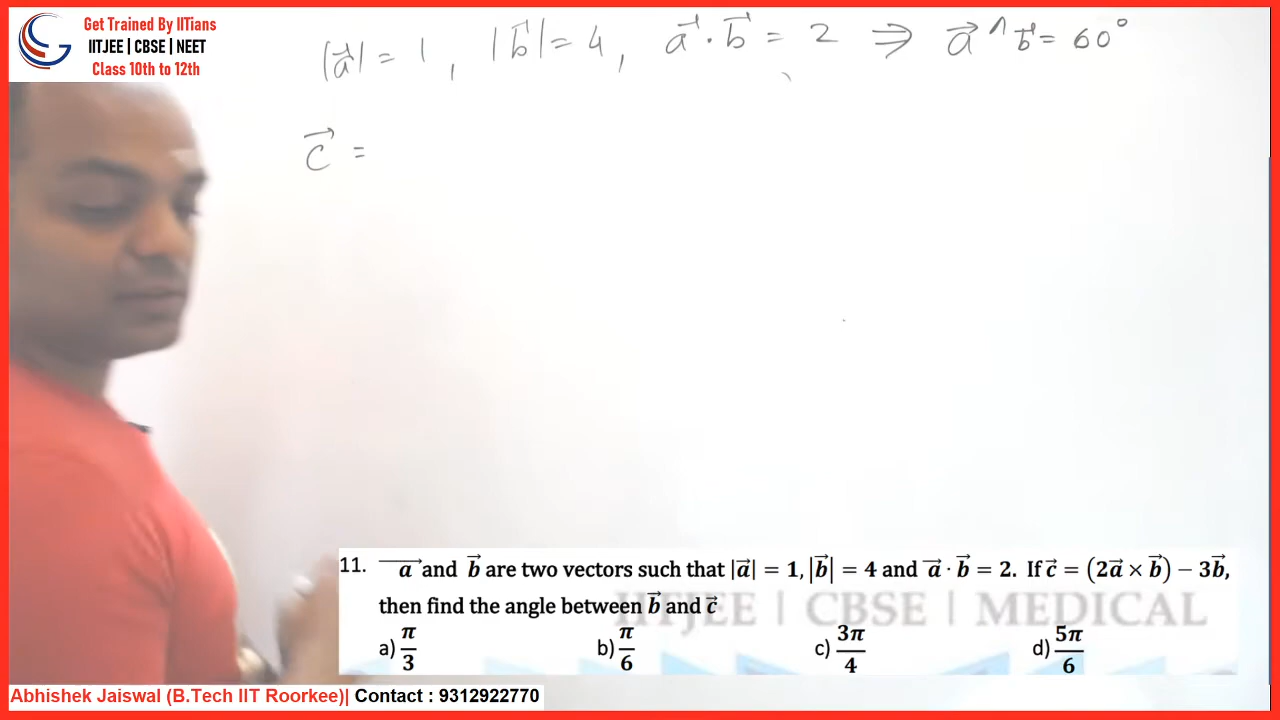 Get Trained By IITians
IITJEE | CBSE | NEET
Class 10th to 12th
|a⃗| = 1, |b⃗| = 4, a⃗ · b⃗ = 2 ⇒ a⃗ ^ b⃗ = 60°
c⃗ =
11. a⃗ and b⃗ are two vectors such that |a⃗| = 1, |b⃗| = 4 and a⃗ · b⃗ = 2. If c⃗ = (2a⃗ × b⃗) − 3b⃗,
then find the angle between b⃗ and c⃗
IITJEE | CBSE | MEDICAL
a) π/3 b) π/6 c) 3π/4 d) 5π/6
Abhishek Jaiswal (B.Tech IIT Roorkee)| Contact : 9312922770